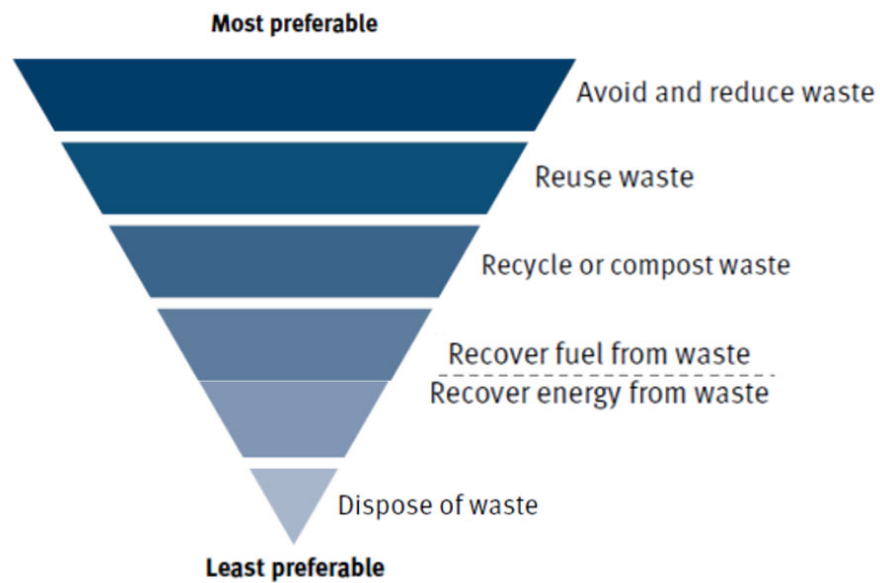 Most preferable
Avoid and reduce waste
Reuse waste
Recycle or compost waste
Recover fuel from waste
Recover energy from waste
Dispose of waste
Least preferable